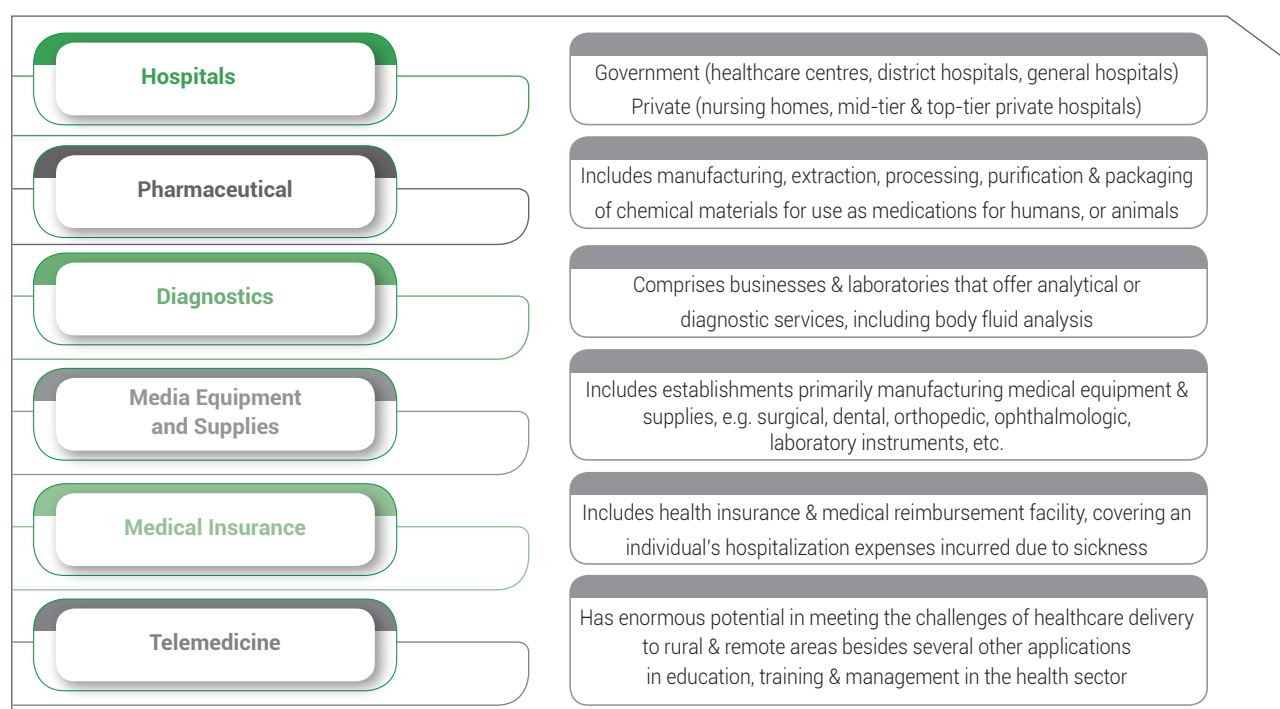 Hospitals
Government (healthcare centres, district hospitals, general hospitals)
Private (nursing homes, mid-tier & top-tier private hospitals)
Pharmaceutical
Includes manufacturing, extraction, processing, purification & packaging
of chemical materials for use as medications for humans, or animals
Diagnostics
Comprises businesses & laboratories that offer analytical or
diagnostic services, including body fluid analysis
Media Equipment
and Supplies
Includes establishments primarily manufacturing medical equipment &
supplies, e.g. surgical, dental, orthopedic, ophthalmologic,
laboratory instruments, etc.
Medical Insurance
Includes health insurance & medical reimbursement facility, covering an
individual's hospitalization expenses incurred due to sickness
Telemedicine
Has enormous potential in meeting the challenges of healthcare delivery
to rural & remote areas besides several other applications
in education, training & management in the health sector